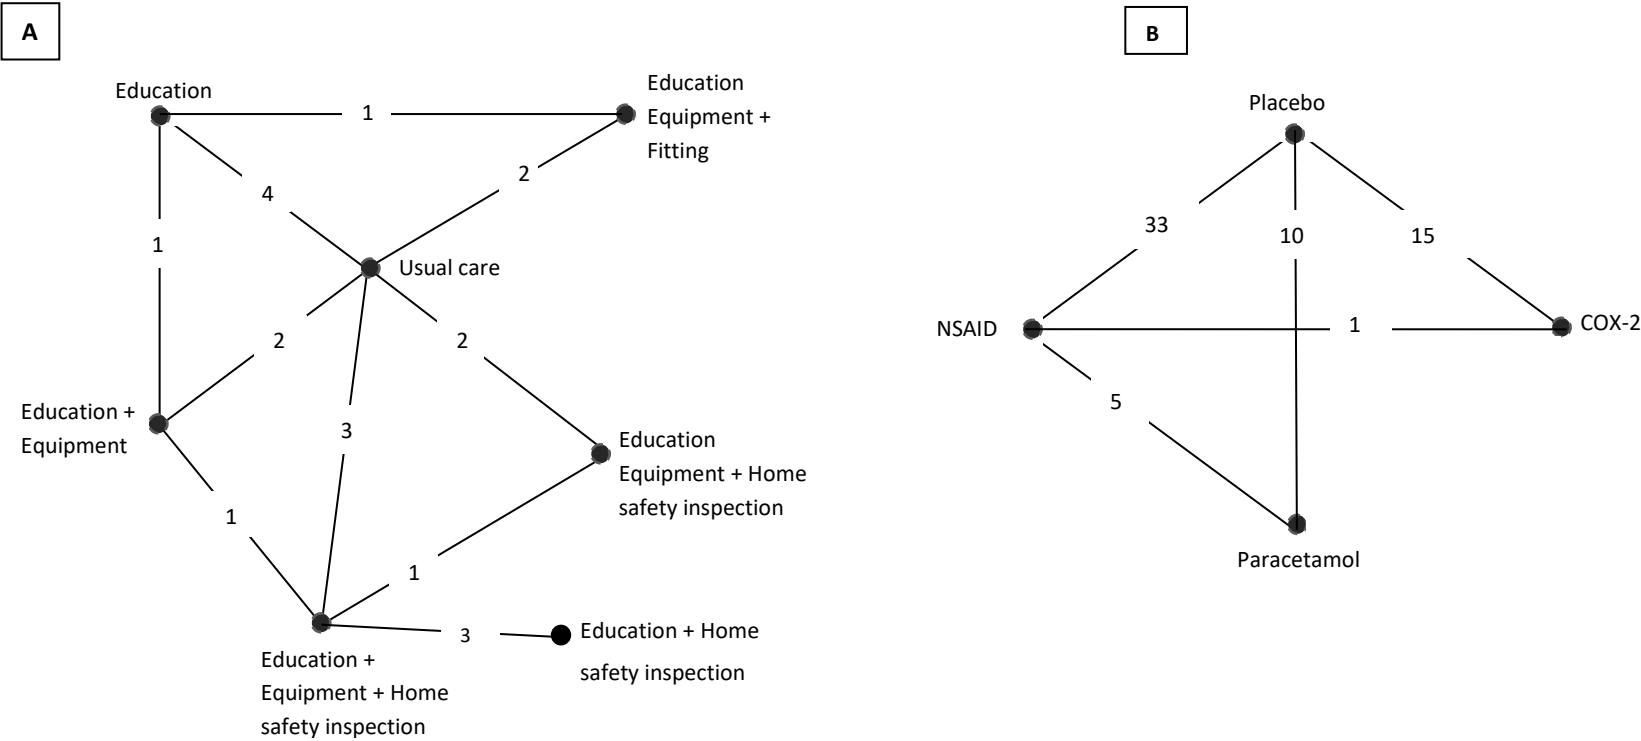 A
Education
1
Education
Equipment +
Fitting
4
2
1
Usual care
2
2
Education +
Equipment
3
Education
Equipment + Home
safety inspection
1
1
3
Education + Home
safety inspection
Education +
Equipment + Home
safety inspection
B
Placebo
33
10
15
NSAID
1
COX-2
5
Paracetamol